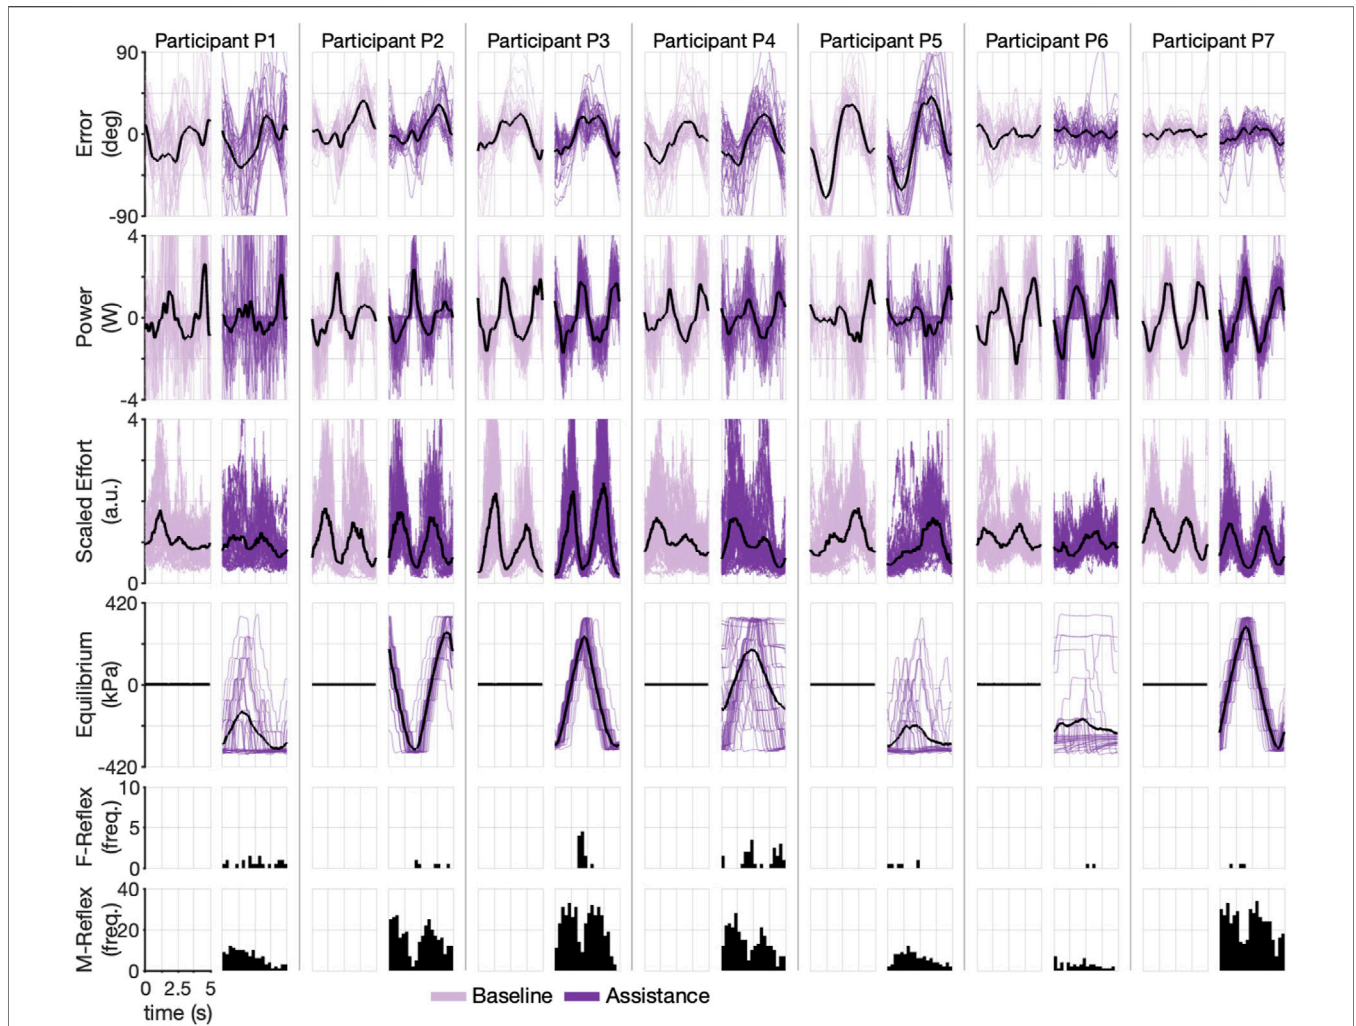 Participant P1 Participant P2 Participant P3 Participant P4 Participant P5 Participant P6 Participant P7
90
Error
(deg)
0
-90
4
Power
(W)
0
-4
4
Scaled Effort
(a.u.)
0
420
Equilibrium
(kPa)
0
-420
10
F-Reflex
(freq.)
5
0
40
M-Reflex
(freq.)
20
0
0 2.5 5
time (s)
Baseline Assistance